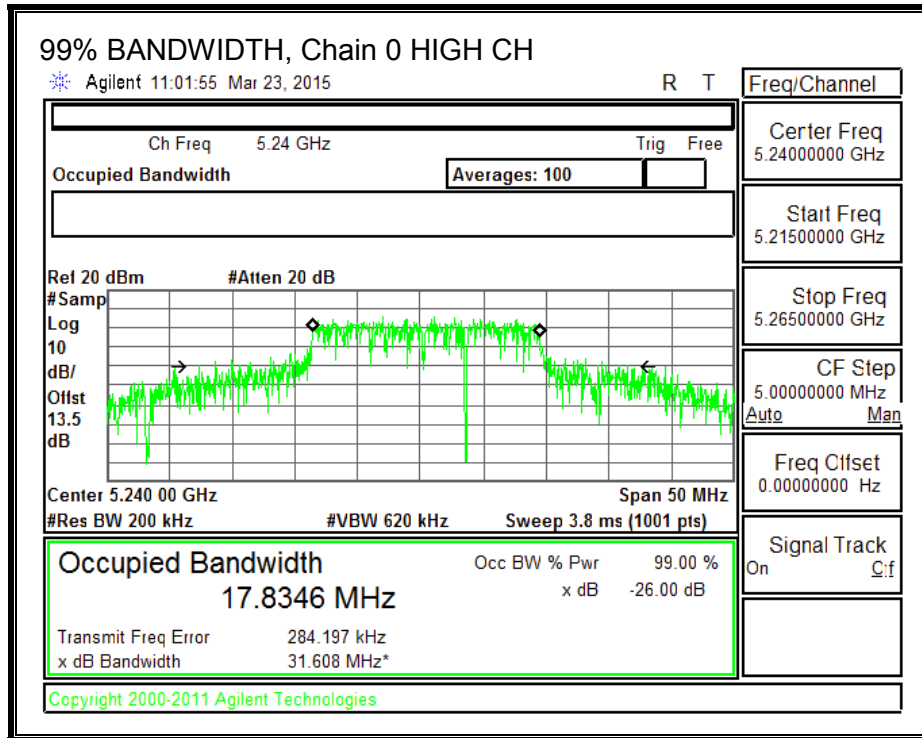 99% BANDWIDTH, Chain 0 HIGH CH
Agilent 11:01:55 Mar 23, 2015 R T
Freq/Channel
Ch Freq 5.24 GHz Trig Free
Occupied Bandwidth Averages: 100
Center Freq
5.24000000 GHz
Start Freq
5.21500000 GHz
Stop Freq
5.26500000 GHz
CF Step
5.00000000 MHz
Auto Man
Freq Offset
0.00000000 Hz
Signal Track
On Off
Ref 20 dBm #Atten 20 dB
#Samp
Log
10
dB/
Offst
13.5
dB
Center 5.240 00 GHz Span 50 MHz
#Res BW 200 kHz #VBW 620 kHz Sweep 3.8 ms (1001 pts)
Occupied Bandwidth Occ BW % Pwr 99.00 %
17.8346 MHz x dB -26.00 dB
Transmit Freq Error 284.197 kHz
x dB Bandwidth 31.608 MHz*
Copyright 2000-2011 Agilent Technologies